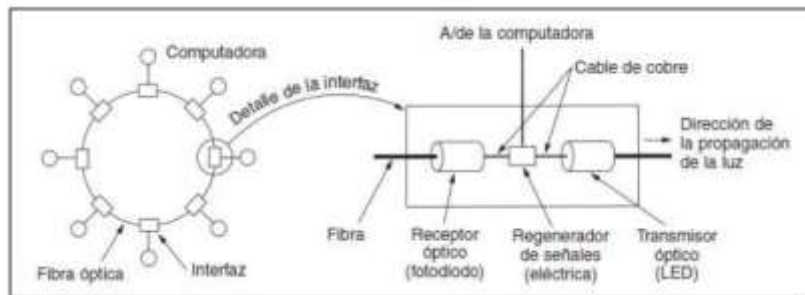 Computadora
Detalle de la interfaz
Fibra óptica
Interfaz
A/de la computadora
Cable de cobre
Dirección de
la propagación
de la luz
Fibra
Receptor
óptico
(fotodiodo)
Regenerador
de señales
(eléctrica)
Transmisor
óptico
(LED)